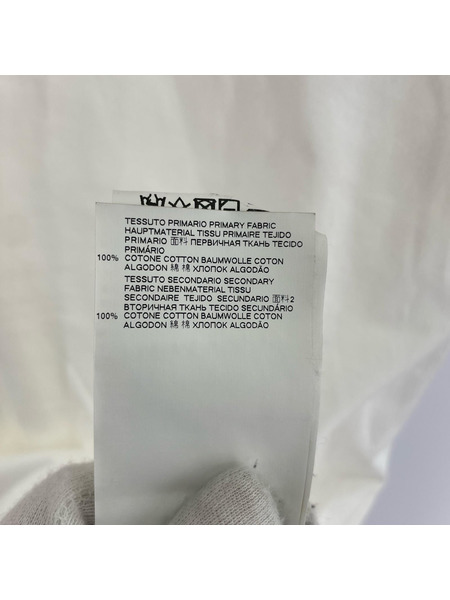 TESSUTO PRIMARIO PRIMARY FABRIC
HAUPTMATERIAL TISSU PRIMAIRE TEJIDO
PRIMARIO 面料 ПЕРВИЧНАЯ ТКАНЬ TECIDO
PRIMÁRIO
100% COTONE COTTON BAUMWOLLE COTON
ALGODON 綿 棉 ХЛОПОК ALGODÃO
TESSUTO SECONDARIO SECONDARY
FABRIC NEBENMATERIAL TISSU
SECONDAIRE TEJIDO SECUNDARIO 面料2
ВТОРИЧНАЯ ТКАНЬ TECIDO SECUNDÁRIO
100% COTONE COTTON BAUMWOLLE COTON
ALGODON 綿 棉 ХЛОПОК ALGODÃO